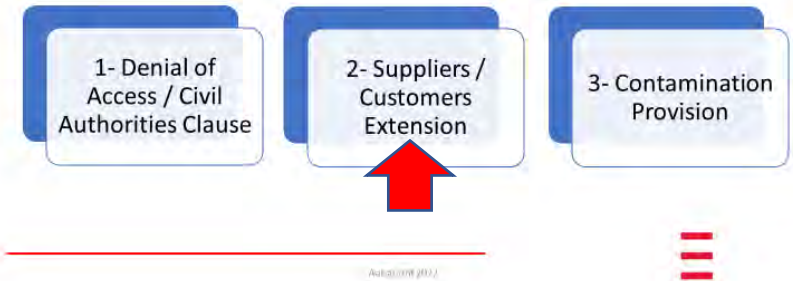 1- Denial of
Access / Civil
Authorities Clause
2- Suppliers /
Customers
Extension
3- Contamination
Provision